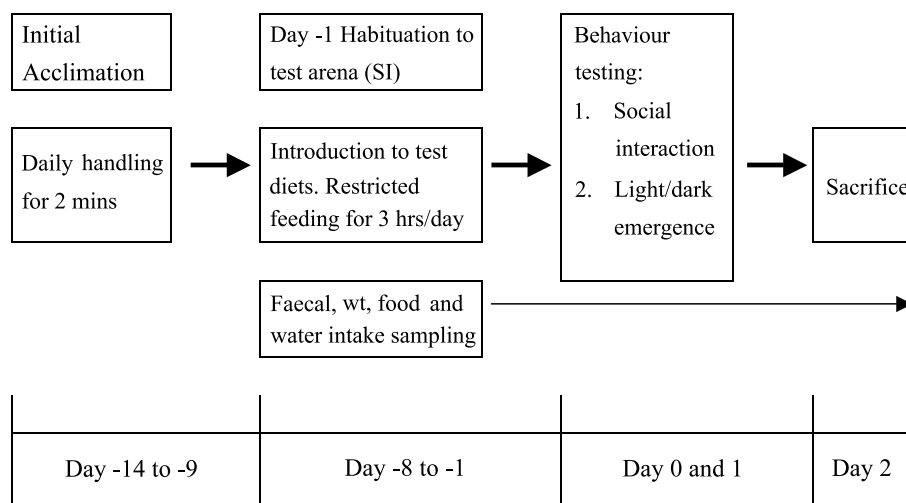 Initial
Acclimation
Daily handling
for 2 mins
Day -1 Habituation to
test arena (SI)
Introduction to test
diets. Restricted
feeding for 3 hrs/day
Faecal, wt, food and
water intake sampling
Behaviour
testing:
1. Social
interaction
2. Light/dark
emergence
Sacrifice
Day -14 to -9
Day -8 to -1
Day 0 and 1
Day 2